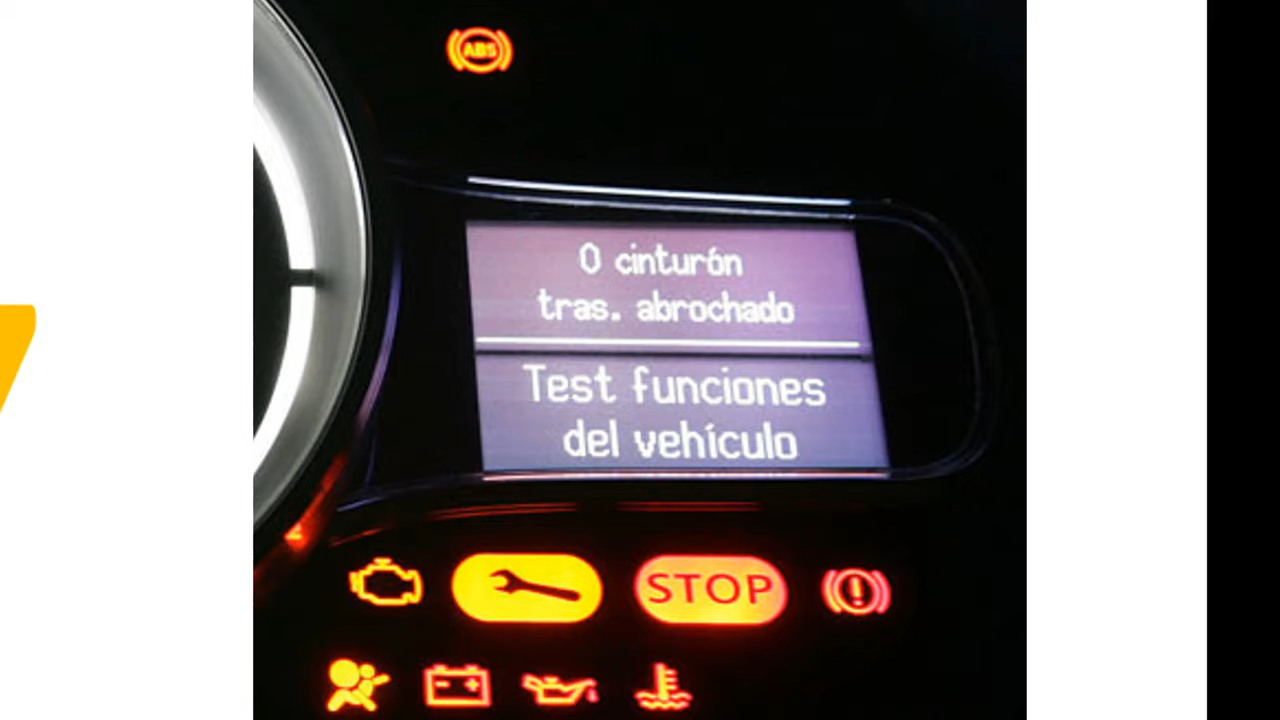 ABS
0 cinturón
tras. abrochado
Test funciones
del vehículo
STOP